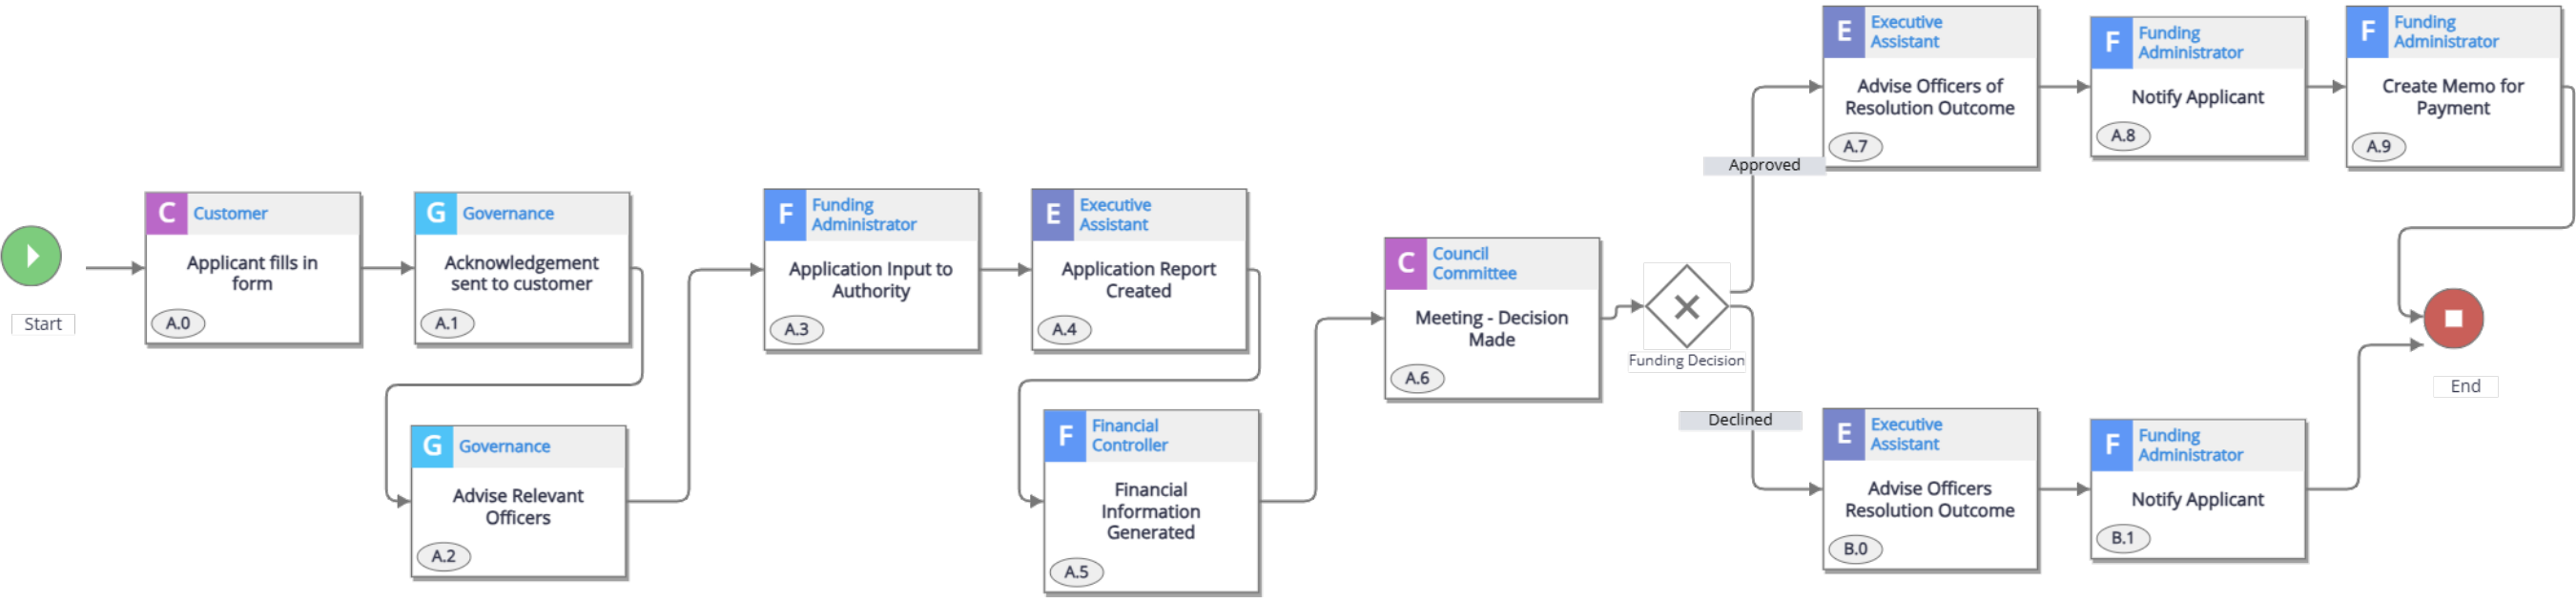 Start
C
Customer
Applicant fills in
form
A.0
G
Governance
Acknowledgement
sent to customer
A.1
G
Governance
Advise Relevant
Officers
A.2
F
Funding
Administrator
Application Input to
Authority
A.3
E
Executive
Assistant
Application Report
Created
A.4
F
Financial
Controller
Financial
Information
Generated
A.5
C
Council
Committee
Meeting - Decision
Made
A.6
Funding Decision
Approved
E
Executive
Assistant
Advise Officers of
Resolution Outcome
A.7
F
Funding
Administrator
Notify Applicant
A.8
F
Funding
Administrator
Create Memo for
Payment
A.9
Declined
E
Executive
Assistant
Advise Officers
Resolution Outcome
B.0
F
Funding
Administrator
Notify Applicant
B.1
End